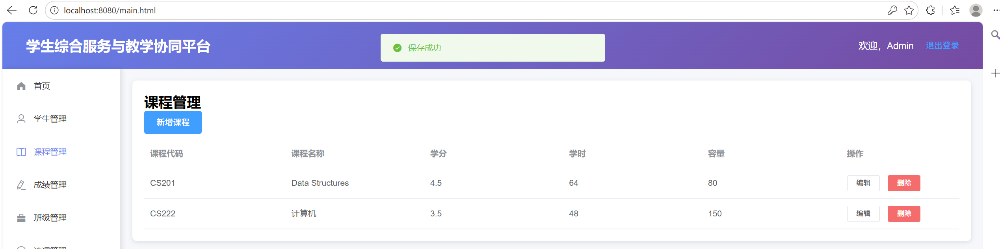 localhost:8080/main.html
学生综合服务与教学协同平台
保存成功
欢迎，Admin 退出登录
首页
学生管理
课程管理
成绩管理
班级管理
课程管理
新增课程
课程代码 课程名称 学分 学时 容量 操作
CS201 Data Structures 4.5 64 80 编辑 删除
CS222 计算机 3.5 48 150 编辑 删除